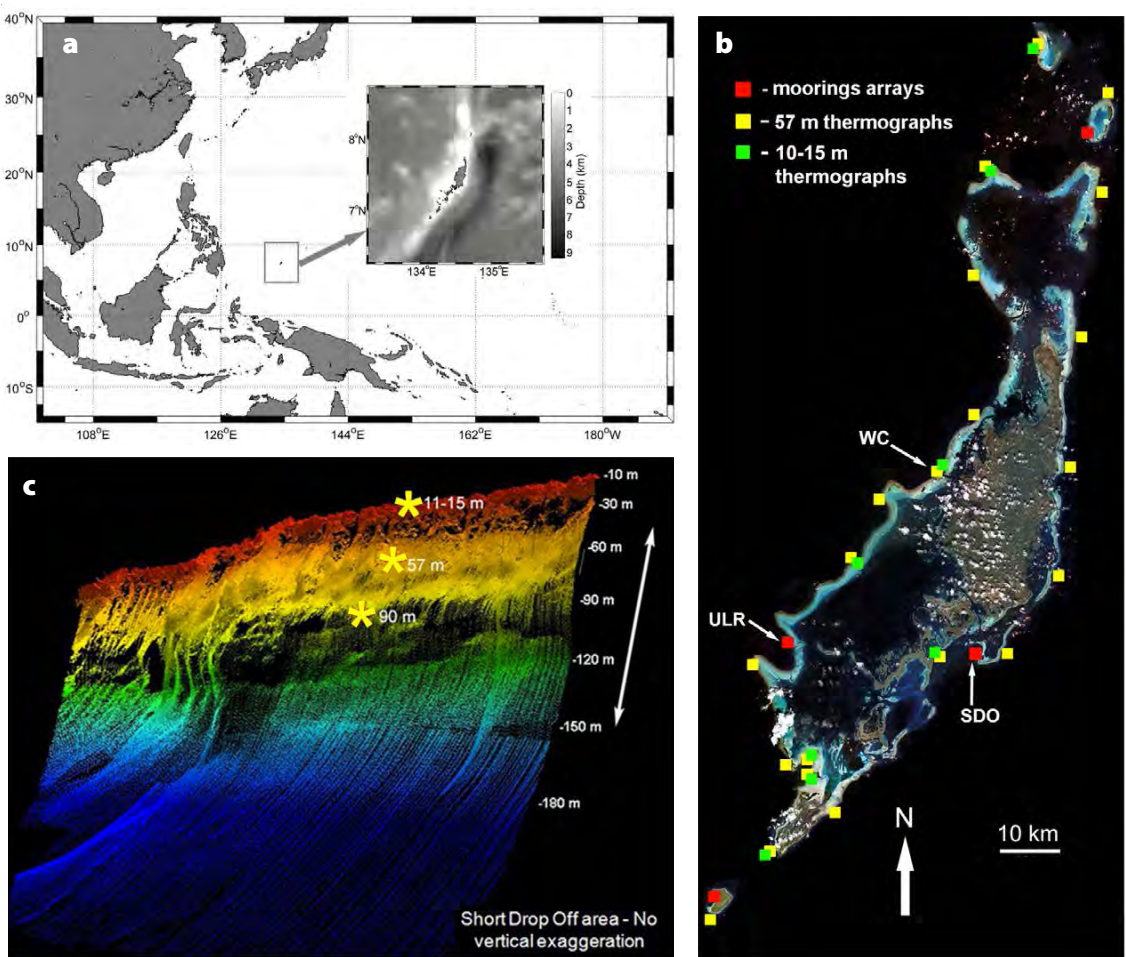 a
40°N
30°N
20°N
10°N
0°
10°S
108°E
126°E
144°E
162°E
180°W
8°N
7°N
134°E
135°E
0
1
2
3
4
5
6
7
8
9
Depth (km)
b
- moorings arrays
- 57 m thermographs
- 10-15 m
thermographs
WC
ULR
SDO
N
10 km
c
-10 m
-30 m
-60 m
-90 m
-120 m
-150 m
-180 m
11-15 m
57 m
90 m
Short Drop Off area - No
vertical exaggeration